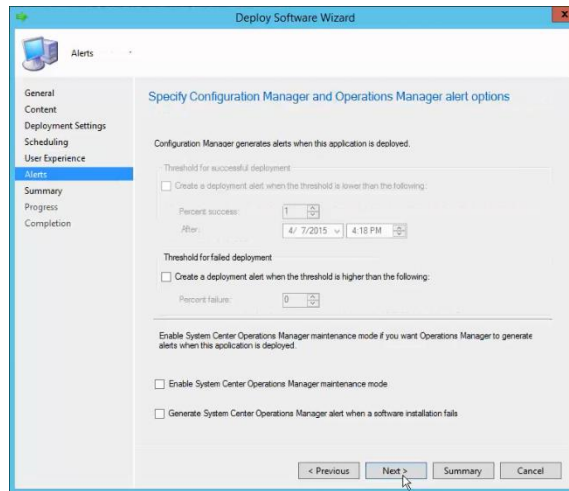 Deploy Software Wizard
x
Alerts
General
Content
Deployment Settings
Scheduling
User Experience
Alerts
Summary
Progress
Completion
Specify Configuration Manager and Operations Manager alert options
Configuration Manager generates alerts when this application is deployed.
Threshold for successful deployment
Create a deployment alert when the threshold is lower than the following:
Percent success: 1
After: 4/ 7/2015 4:18 PM
Threshold for failed deployment
Create a deployment alert when the threshold is higher than the following:
Percent failure: 0
Enable System Center Operations Manager maintenance mode if you want Operations Manager to generate
alerts when this application is deployed.
Enable System Center Operations Manager maintenance mode
Generate System Center Operations Manager alert when a software installation fails
< Previous Next > Summary Cancel